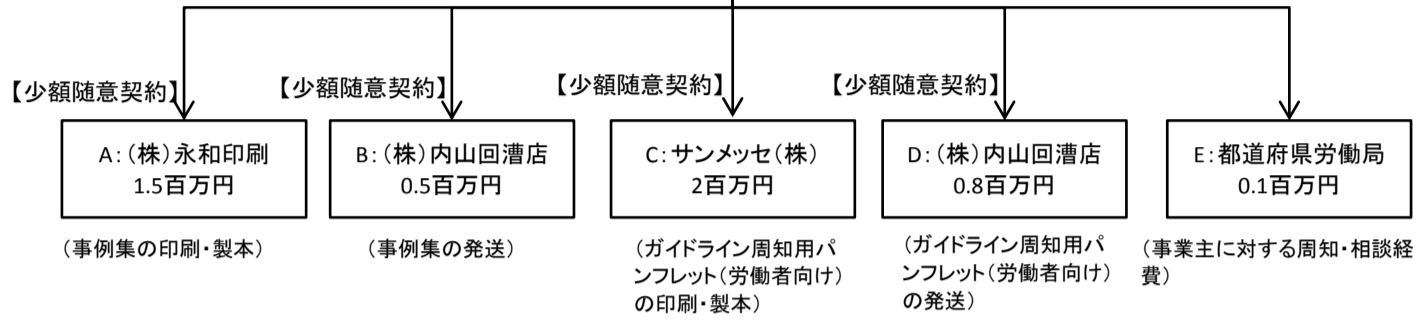 【少額随意契約】
【少額随意契約】
【少額随意契約】
【少額随意契約】
A:(株)永和印刷
1.5百万円
B:(株)内山回漕店
0.5百万円
C:サンメッセ(株)
2百万円
D:(株)内山回漕店
0.8百万円
E:都道府県労働局
0.1百万円
(事例集の印刷・製本)
(事例集の発送)
(ガイドライン周知用パ
ンフレット(労働者向け)
の印刷・製本)
(ガイドライン周知用パ
ンフレット(労働者向け)
の発送)
(事業主に対する周知・相談経
費)